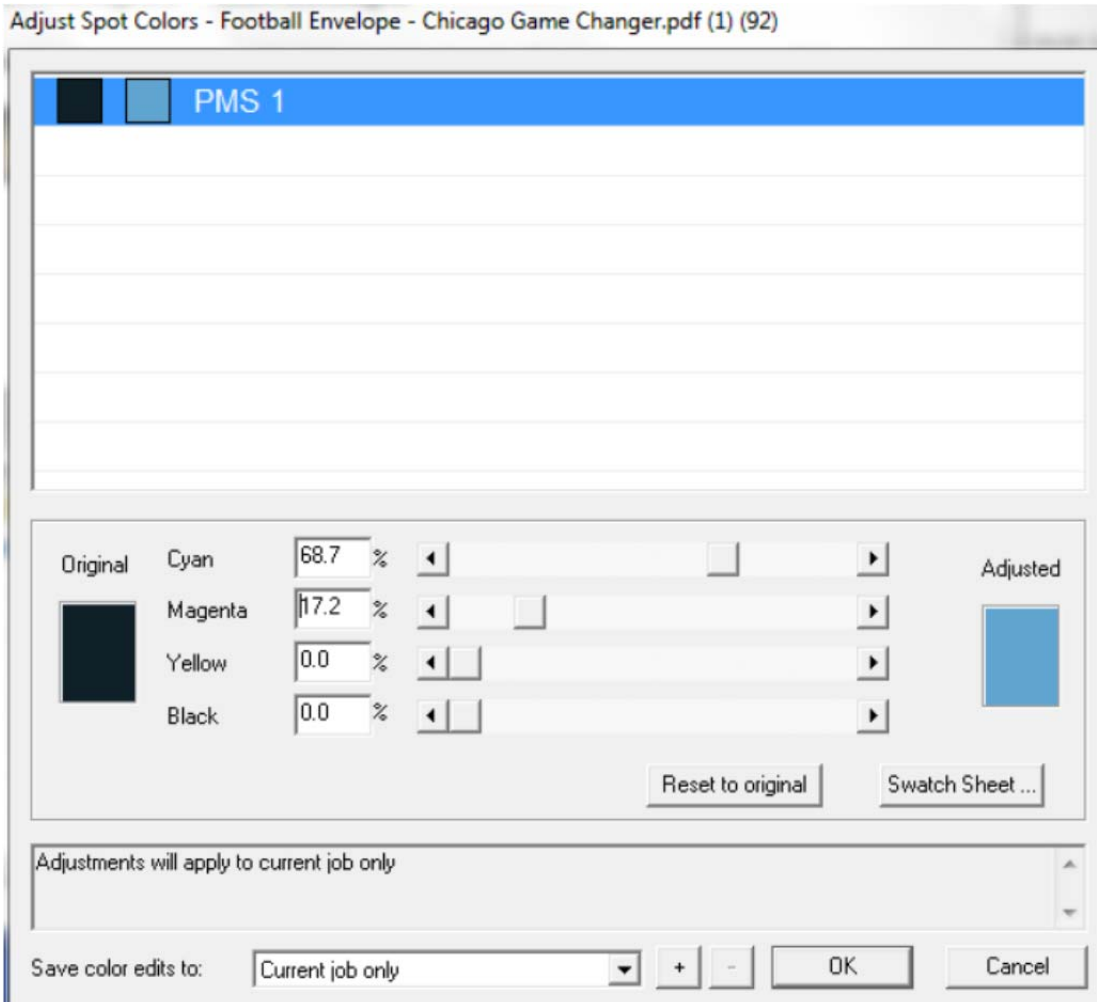 Adjust Spot Colors - Football Envelope - Chicago Game Changer.pdf (1) (92)
PMS 1
Original
Cyan 68.7 %
Adjusted
Magenta 17.2 %
Yellow 0.0 %
Black 0.0 %
Reset to original Swatch Sheet ...
Adjustments will apply to current job only
Save color edits to: Current job only + - OK Cancel